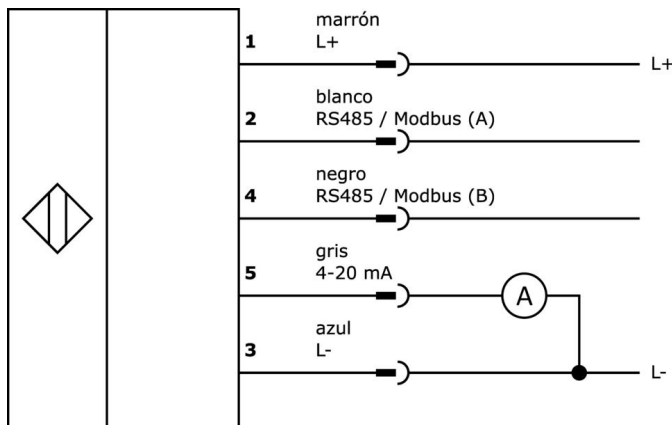 marrón
1 L+
L+
blanco
2 RS485 / Modbus (A)
negro
4 RS485 / Modbus (B)
gris
5 4-20 mA
A
azul
3 L-
L-